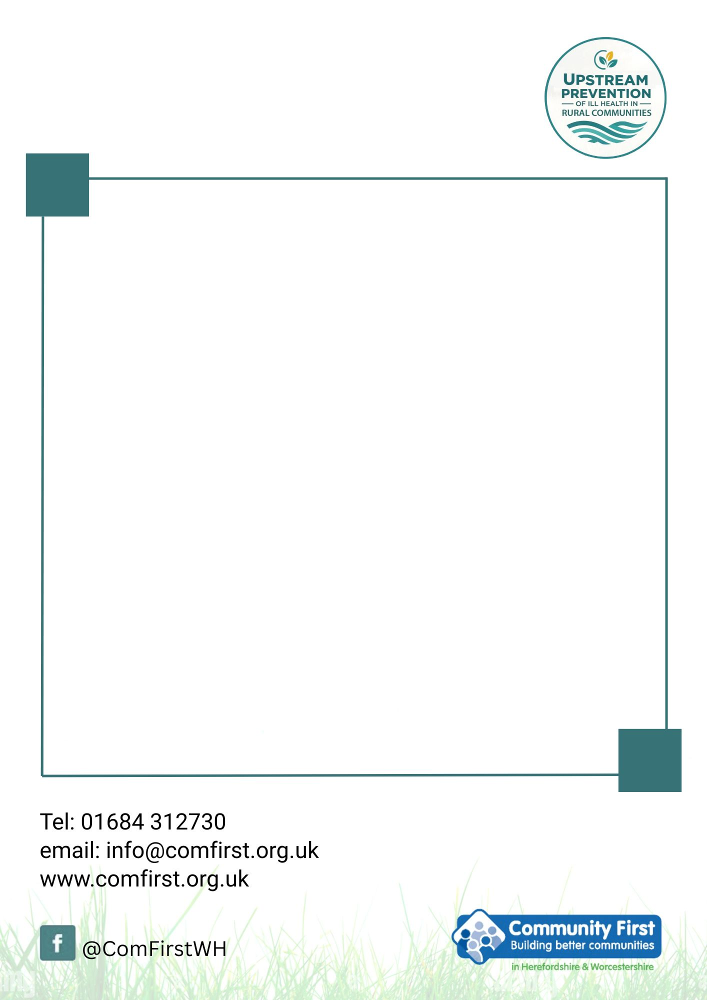 UPSTREAM
PREVENTION
OF ILL HEALTH IN
RURAL COMMUNITIES
Tel: 01684 312730
email: info@comfirst.org.uk
www.comfirst.org.uk
f @ComFirstWH
Community First
Building better communities
in Herefordshire & Worcestershire